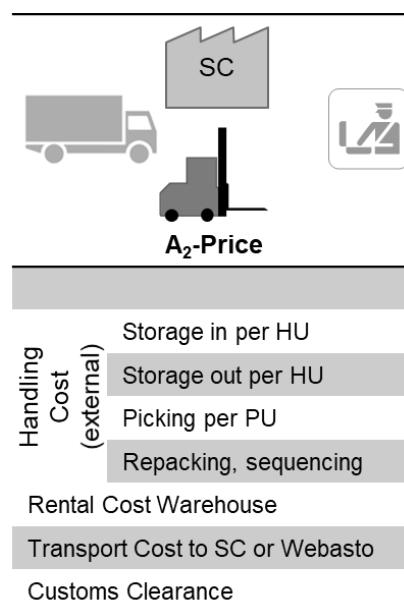 SC
A₂-Price
Handling
Cost
(external)
Storage in per HU
Storage out per HU
Picking per PU
Repacking, sequencing
Rental Cost Warehouse
Transport Cost to SC or Webasto
Customs Clearance